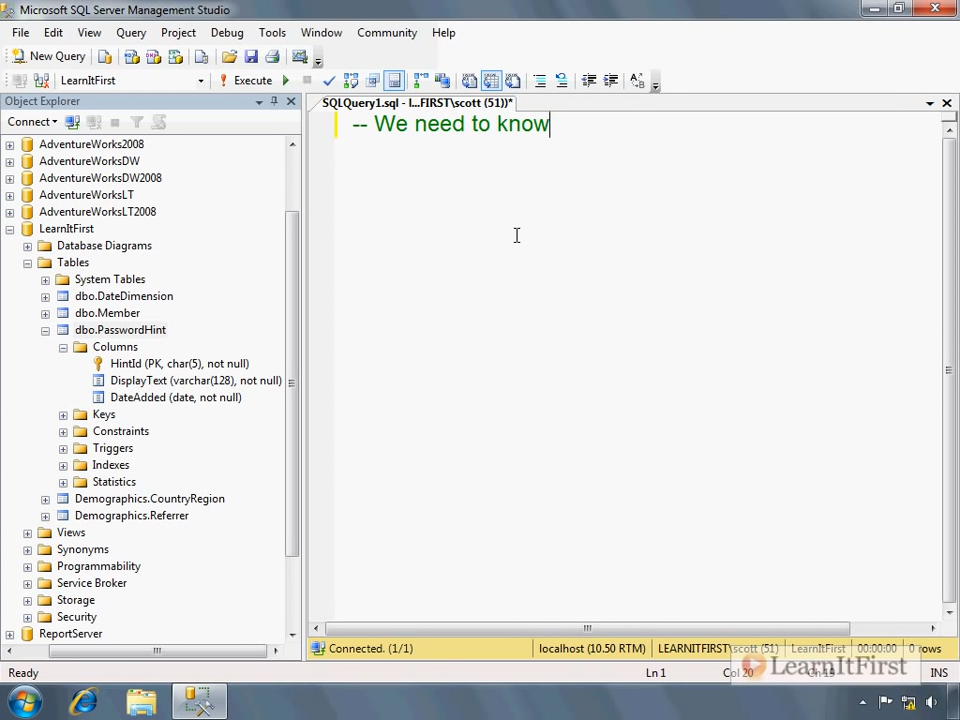 Microsoft SQL Server Management Studio
File Edit View Query Project Debug Tools Window Community Help
New Query
LearnItFirst Execute
Object Explorer
SQLQuery1.sql - l...FIRST\scott (51))*
Connect
-- We need to know
AdventureWorks2008
AdventureWorksDW
AdventureWorksDW2008
AdventureWorksLT
AdventureWorksLT2008
LearnItFirst
Database Diagrams
Tables
System Tables
dbo.DateDimension
dbo.Member
dbo.PasswordHint
Columns
HintId (PK, char(5), not null)
DisplayText (varchar(128), not null)
DateAdded (date, not null)
Keys
Constraints
Triggers
Indexes
Statistics
Demographics.CountryRegion
Demographics.Referrer
Views
Synonyms
Programmability
Service Broker
Storage
Security
ReportServer
Connected. (1/1) localhost (10.50 RTM) LEARNITFIRST\scott (51) LearnItFirst 00:00:00 0 rows
LearnItFirst
Ready Ln 1 Col 20 Ch 19 INS